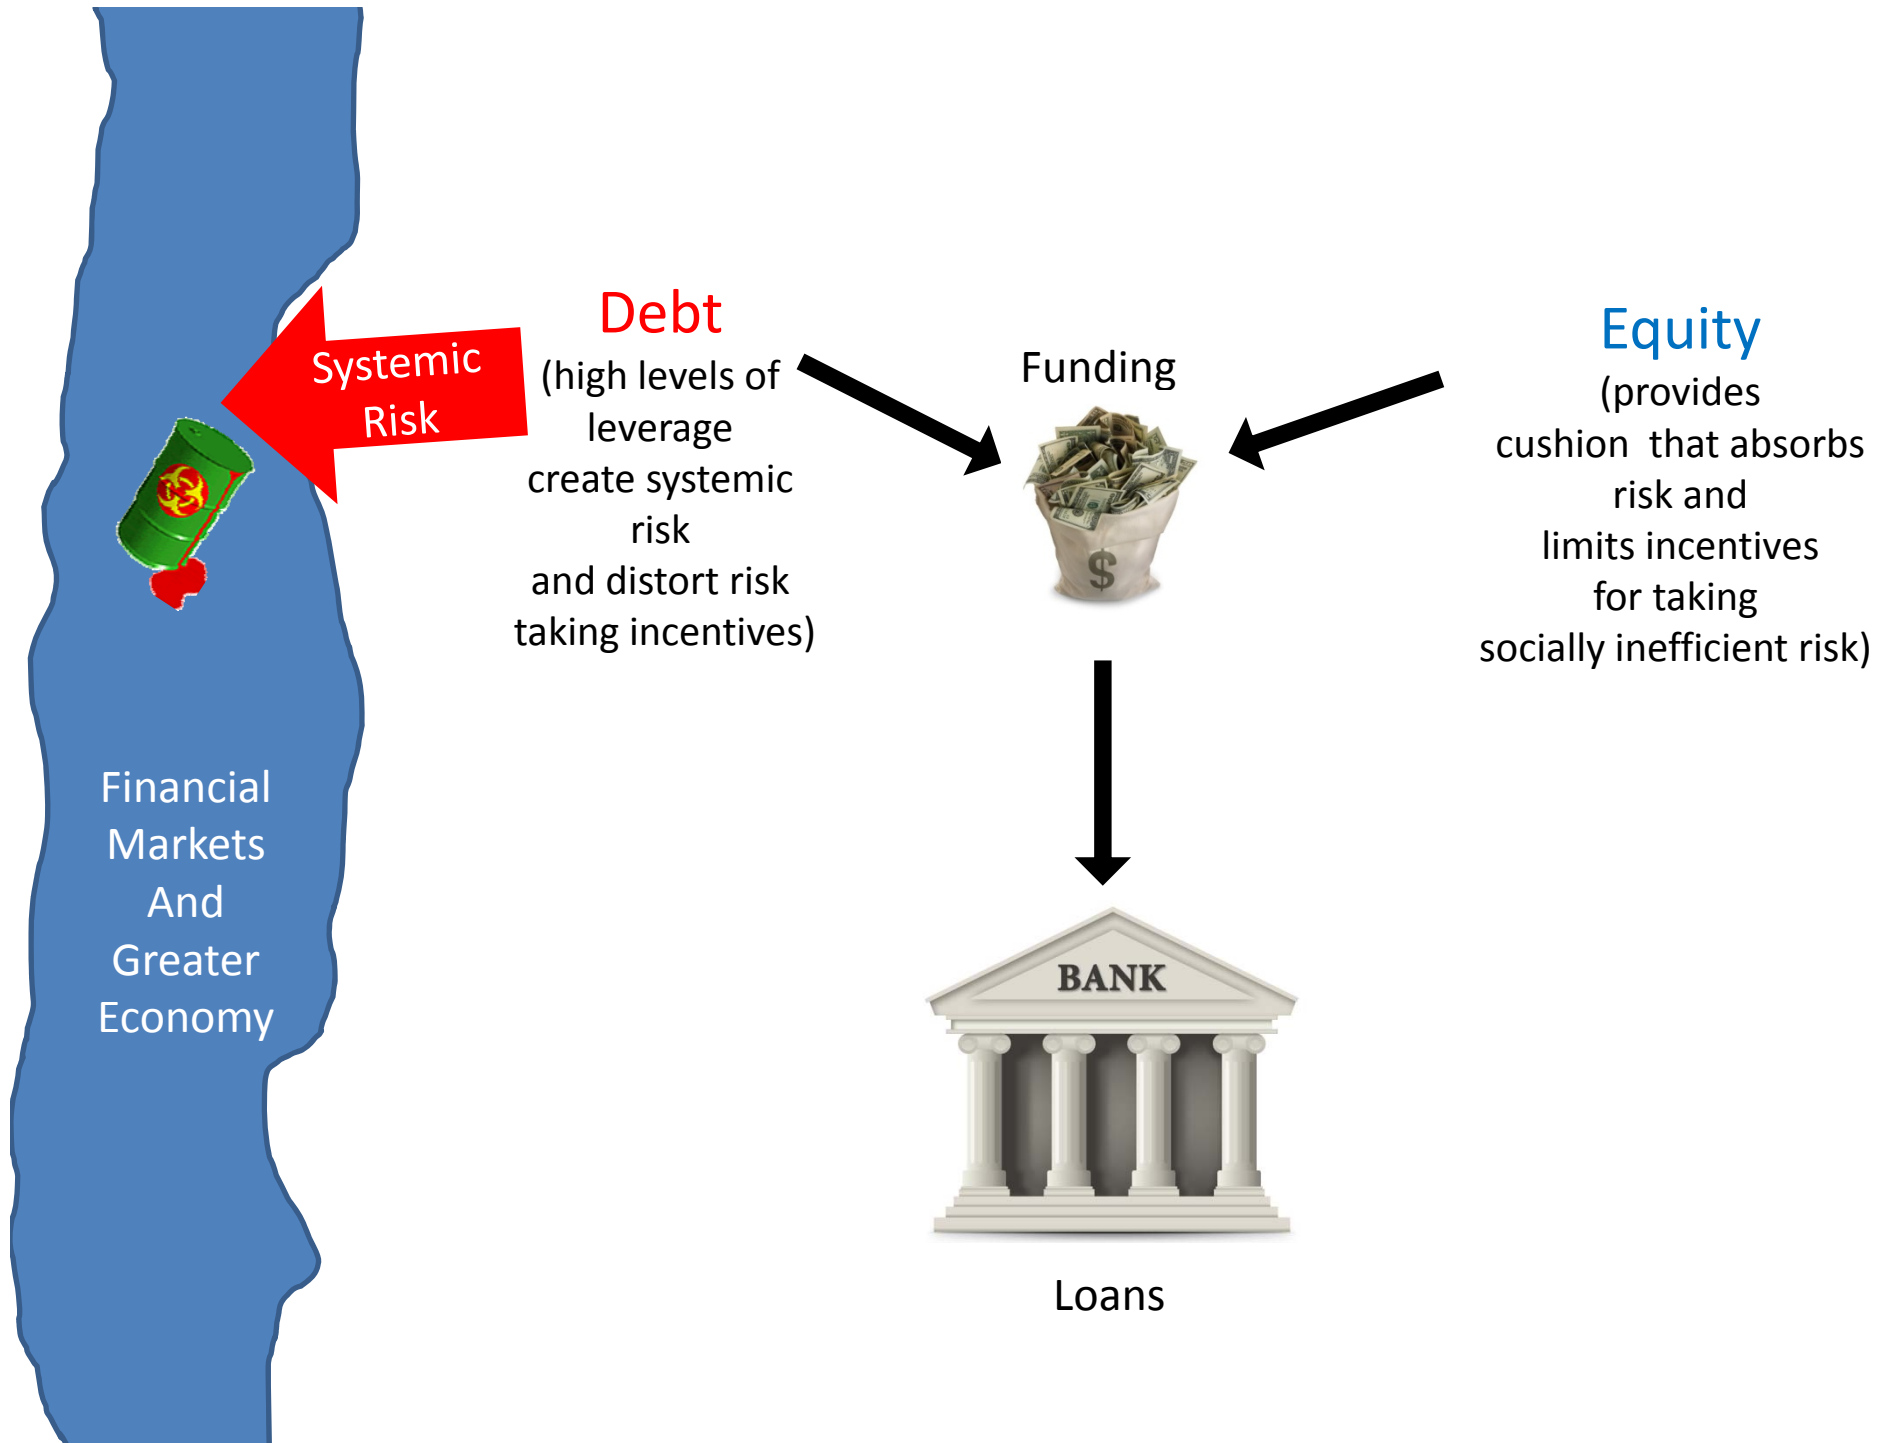 Systemic
Risk
Financial
Markets
And
Greater
Economy
Debt
(high levels of
leverage
create systemic
risk
and distort risk
taking incentives)
Funding
$
BANK
Loans
Equity
(provides
cushion  that absorbs
risk and
limits incentives
for taking
socially inefficient risk)